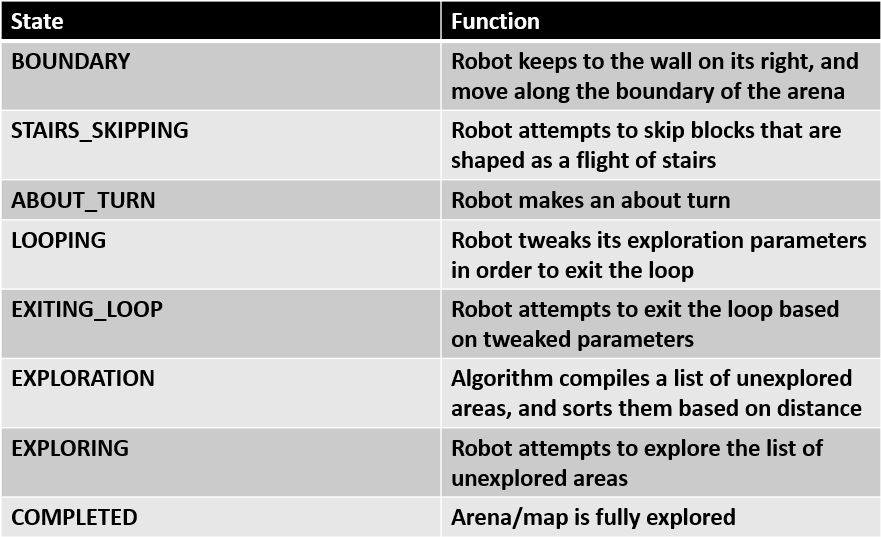 State
Function
BOUNDARY
Robot keeps to the wall on its right, and
move along the boundary of the arena
STAIRS_SKIPPING
Robot attempts to skip blocks that are
shaped as a flight of stairs
ABOUT_TURN
Robot makes an about turn
LOOPING
Robot tweaks its exploration parameters
in order to exit the loop
EXITING_LOOP
Robot attempts to exit the loop based
on tweaked parameters
EXPLORATION
Algorithm compiles a list of unexplored
areas, and sorts them based on distance
EXPLORING
Robot attempts to explore the list of
unexplored areas
COMPLETED
Arena/map is fully explored